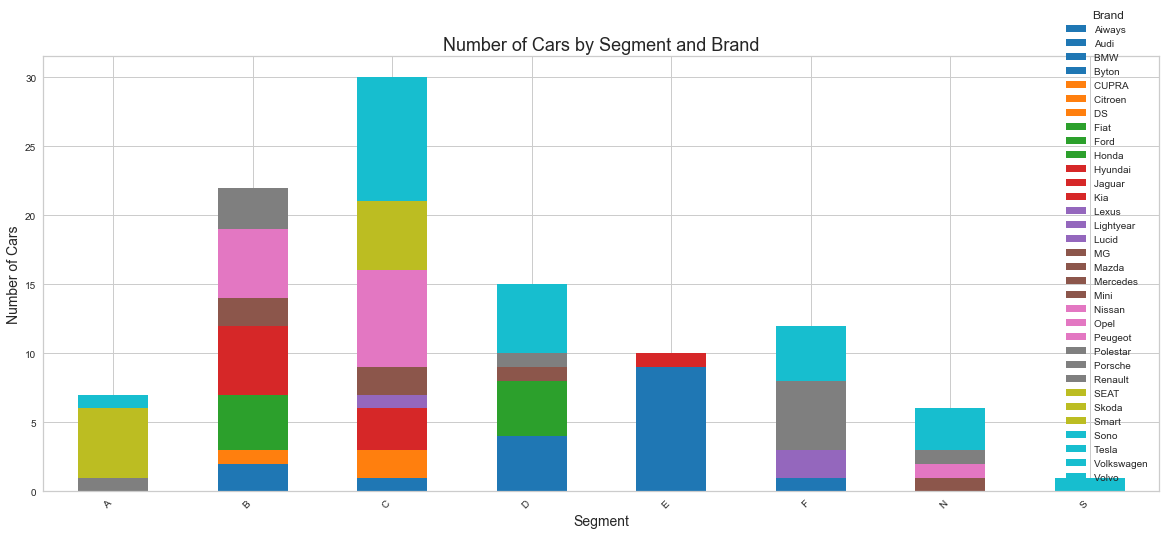 Number of Cars by Segment and Brand
Number of Cars
30
25
20
15
10
5
0
A
B
C
D
E
F
N
S
Segment
Brand
Aiways
Audi
BMW
Byton
CUPRA
Citroen
DS
Fiat
Ford
Honda
Hyundai
Jaguar
Kia
Lexus
Lightyear
Lucid
MG
Mazda
Mercedes
Mini
Nissan
Opel
Peugeot
Polestar
Porsche
Renault
SEAT
Skoda
Smart
Sono
Tesla
Volkswagen
Volvo